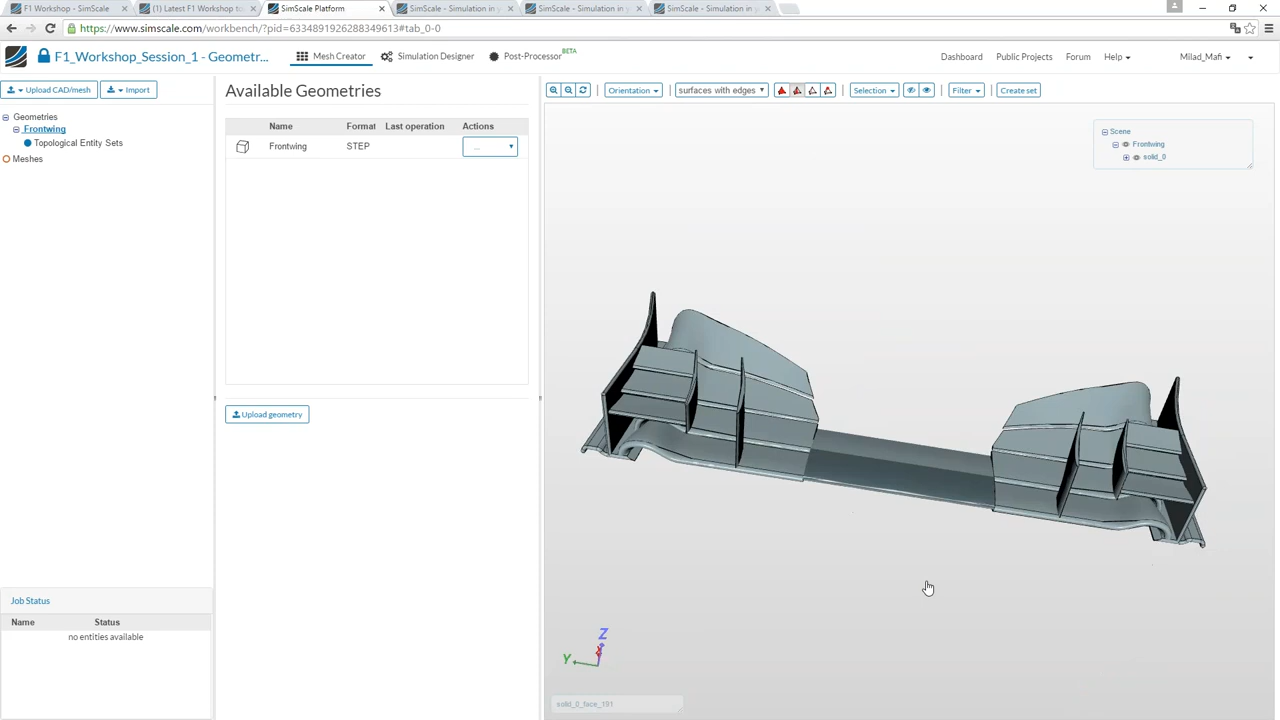 F1 Workshop - SimScale
(1) Latest F1 Workshop to
SimScale Platform
SimScale - Simulation in y
SimScale - Simulation in y
SimScale - Simulation in y
https://www.simscale.com/workbench/?pid=6334891926288349613#tab_0-0
F1_Workshop_Session_1 - Geometr...
Mesh Creator
Simulation Designer
Post-Processor BETA
Dashboard
Public Projects
Forum
Help
Milad_Mafi
Upload CAD/mesh
Import
Geometries
Frontwing
Topological Entity Sets
Meshes
Available Geometries
Name Format Last operation Actions
Frontwing STEP ...
Upload geometry
Orientation
surfaces with edges
Selection
Filter
Create set
Scene
Frontwing
solid_0
Z
Y
solid_0_face_191
Job Status
Name Status
no entities available